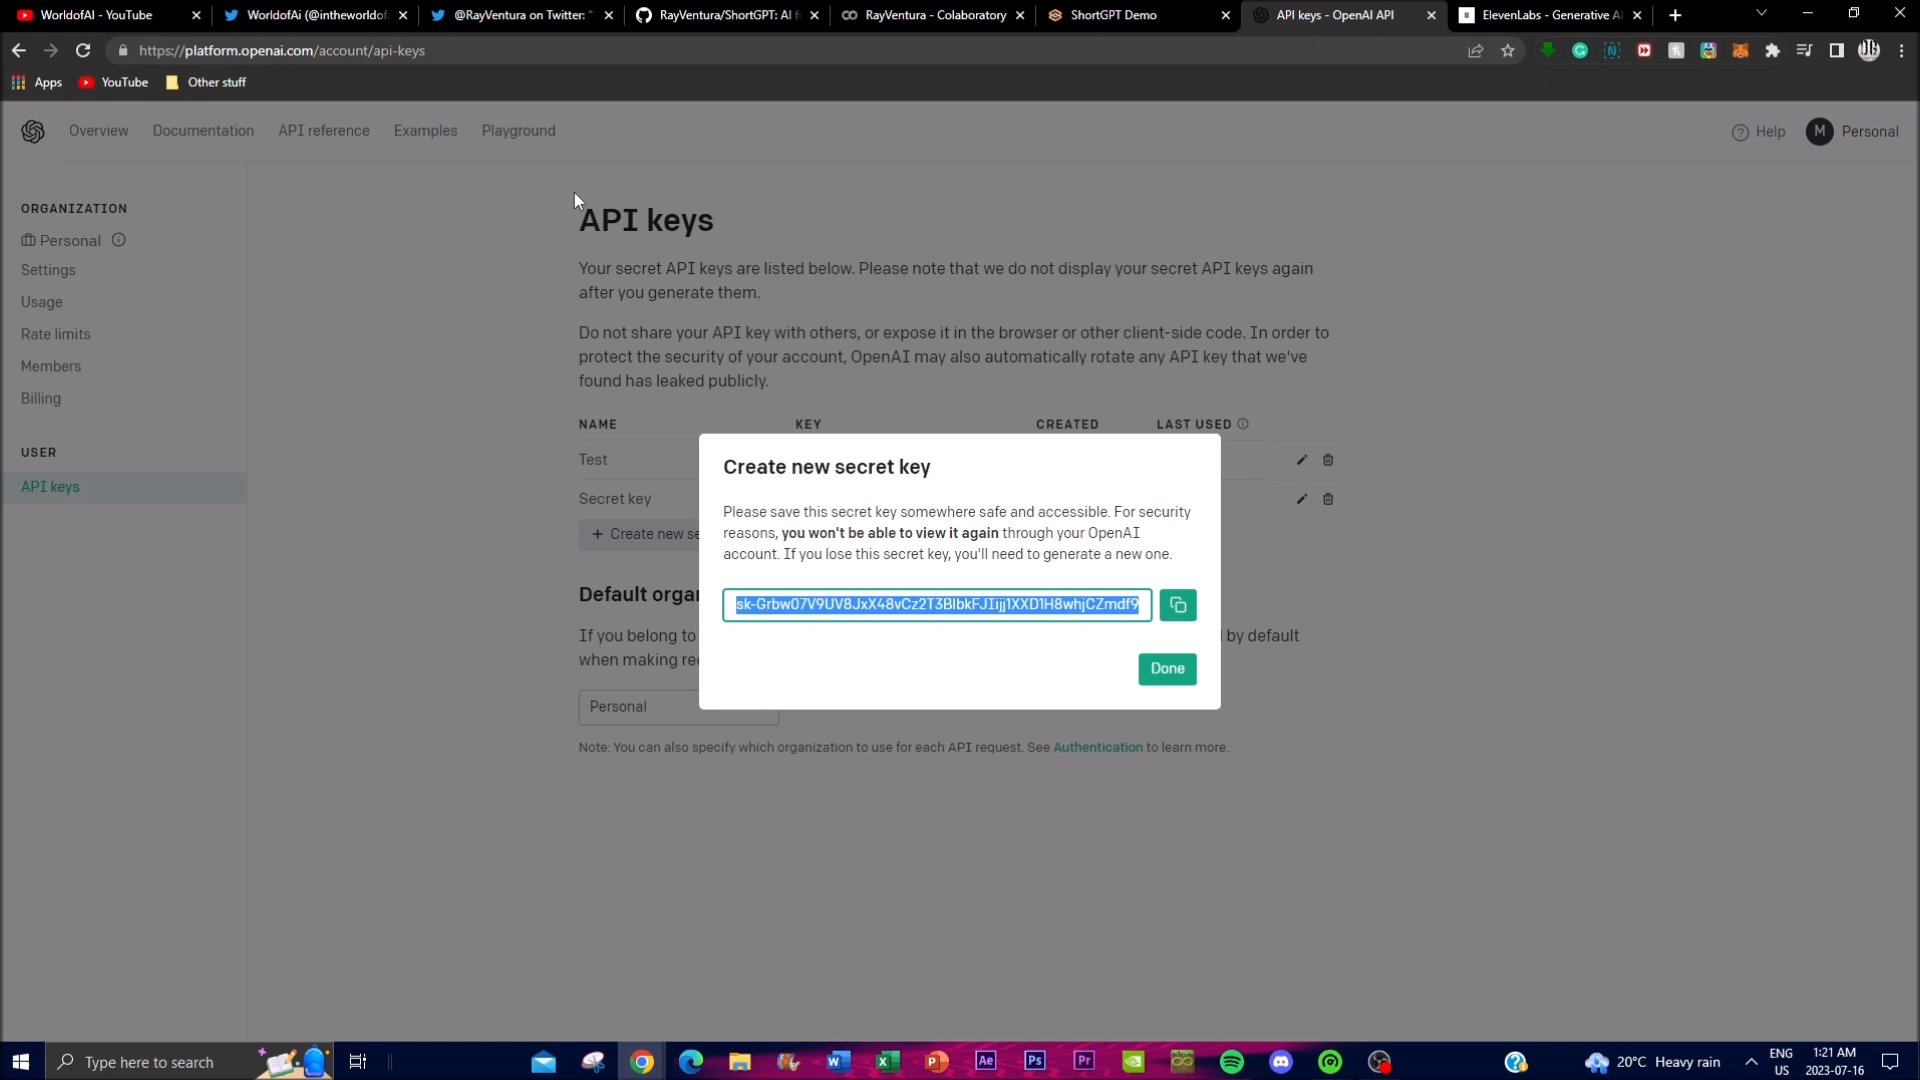 WorldofAI - YouTube
WorldofAi (@intheworldof
@RayVentura on Twitter: "
RayVentura/ShortGPT: AI f
RayVentura - Colaboratory
ShortGPT Demo
API keys - OpenAI API
ElevenLabs - Generative AI
https://platform.openai.com/account/api-keys
Apps
YouTube
Other stuff
Overview
Documentation
API reference
Examples
Playground
Help
M
Personal
ORGANIZATION
Personal
Settings
Usage
Rate limits
Members
Billing
USER
API keys
API keys
Your secret API keys are listed below. Please note that we do not display your secret API keys again
after you generate them.
Do not share your API key with others, or expose it in the browser or other client-side code. In order to
protect the security of your account, OpenAI may also automatically rotate any API key that we've
found has leaked publicly.
NAME KEY CREATED LAST USED
Test
Secret key
+ Create new se
Default orga
If you belong to by default
when making re
Personal
Note: You can also specify which organization to use for each API request. See Authentication to learn more.
Create new secret key
Please save this secret key somewhere safe and accessible. For security
reasons, you won't be able to view it again through your OpenAI
account. If you lose this secret key, you'll need to generate a new one.
Done
Type here to search
20°C Heavy rain
ENG
US
1:21 AM
2023-07-16